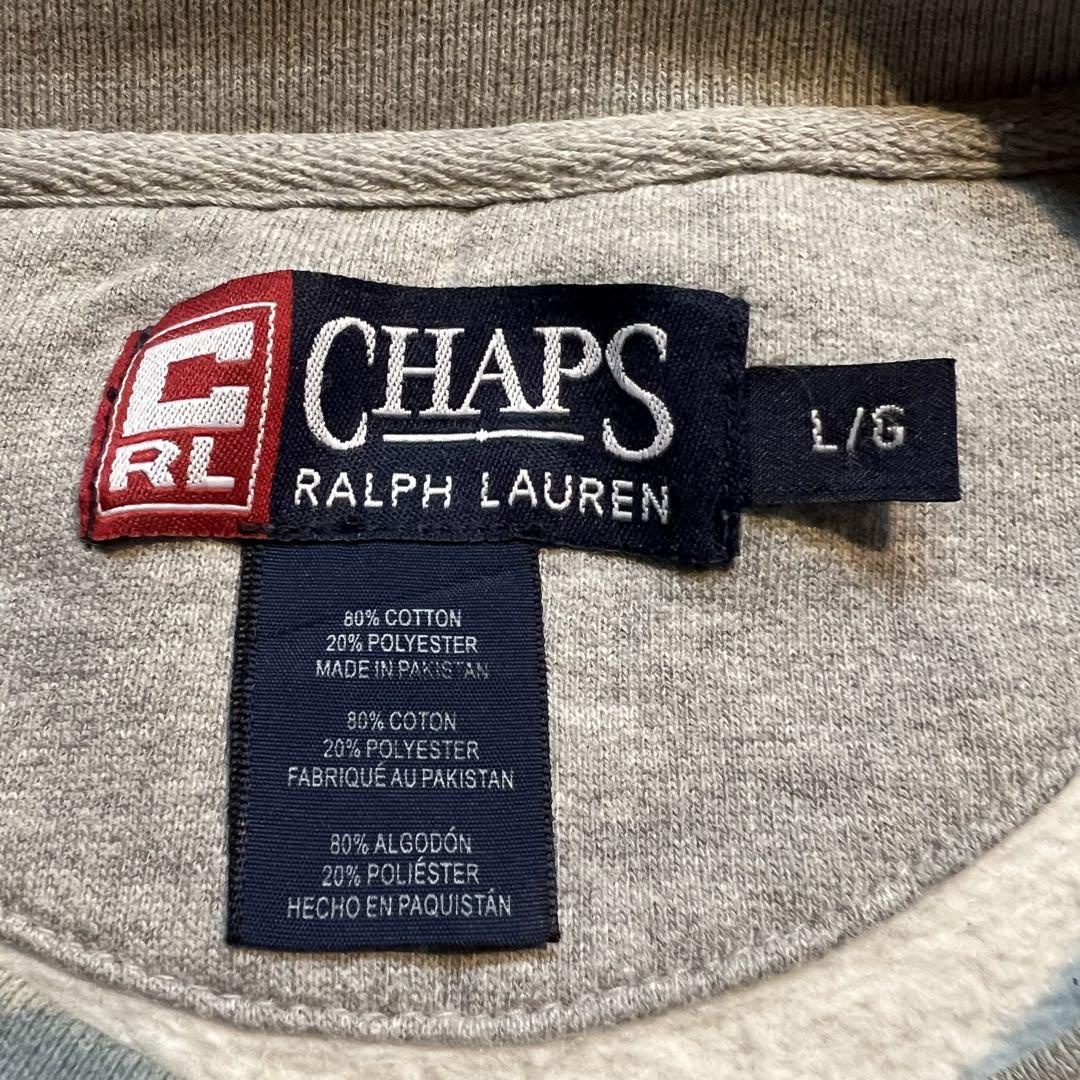 C
RL
CHAPS
RALPH LAUREN
L/G
80% COTTON
20% POLYESTER
MADE IN PAKISTAN
80% COTON
20% POLYESTER
FABRIQUÉ AU PAKISTAN
80% ALGODÓN
20% POLIÉSTER
HECHO EN PAQUISTÁN